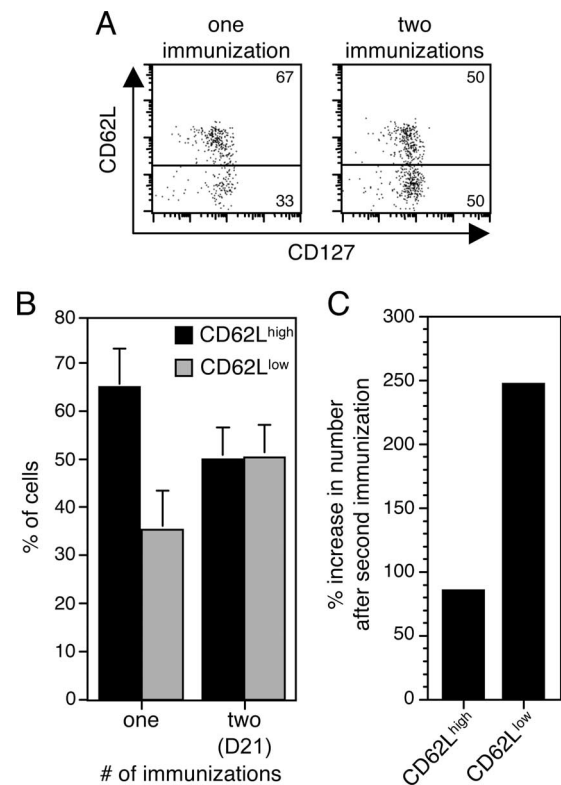 A
one
immunization
two
immunizations
CD62L
67
33
50
50
CD127
B
80
70
60
50
40
30
20
10
0
% of cells
CD62Lhigh
CD62Llow
one
two
(D21)
# of immunizations
C
300
250
200
150
100
50
0
% increase in number
after second immunization
CD62Lhigh
CD62Llow